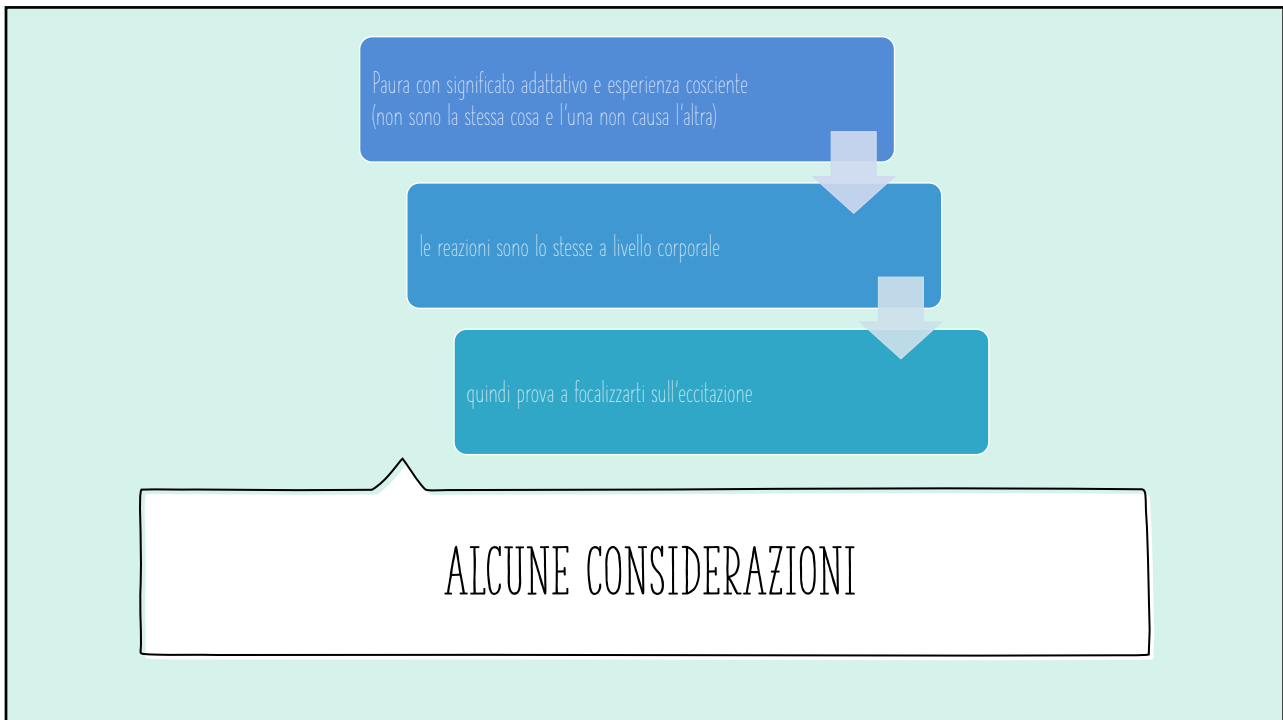 Paura con significato adattativo e esperienza cosciente
(non sono la stessa cosa e l'una non causa l'altra)
le reazioni sono lo stesse a livello corporale
quindi prova a focalizzarti sull'eccitazione
ALCUNE CONSIDERAZIONI